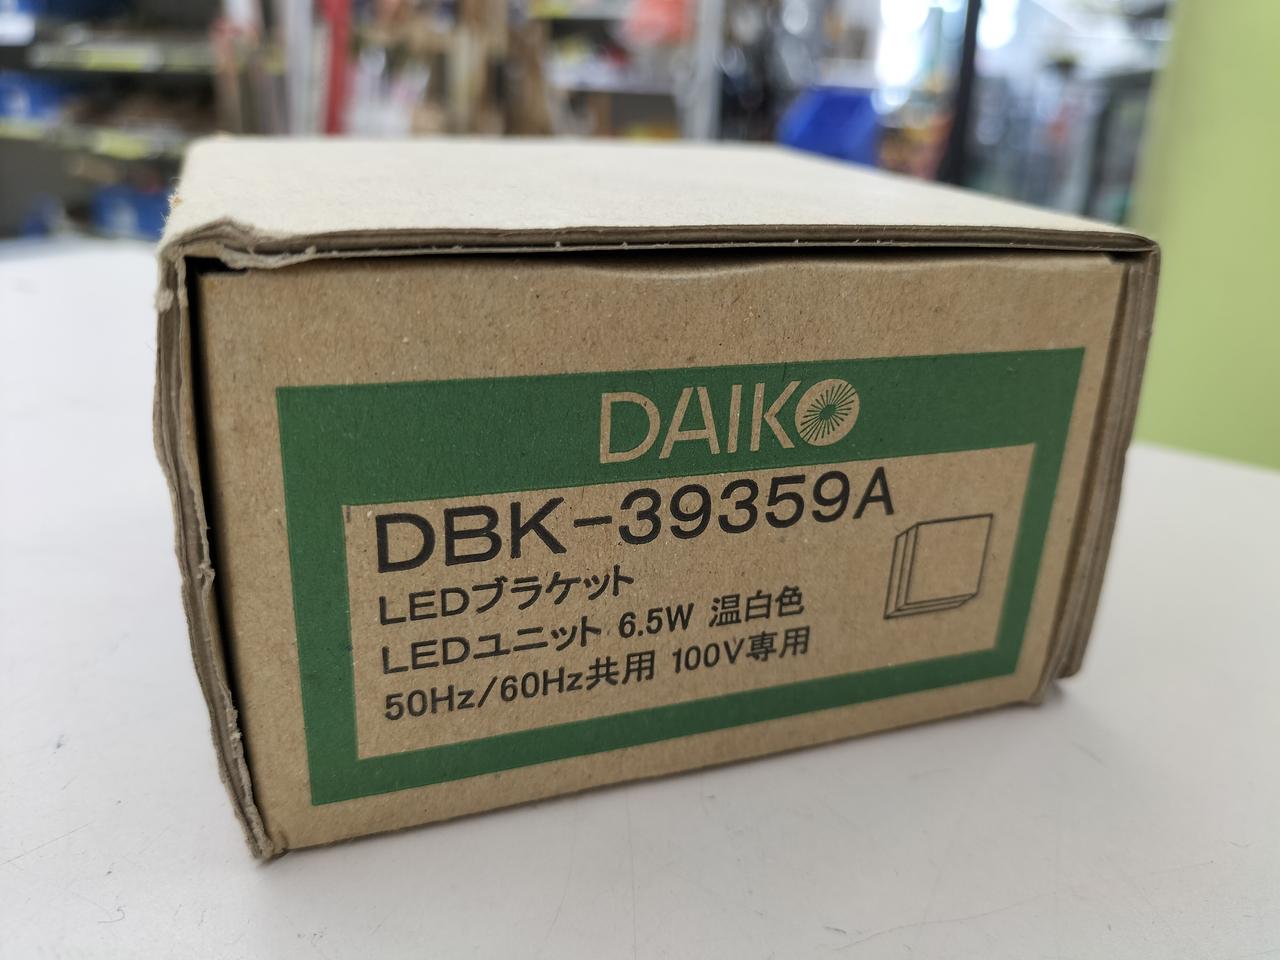 DAIKO
DBK-39359A
LEDブラケット
LEDユニット 6.5W 温白色
50Hz/60Hz共用 100V専用